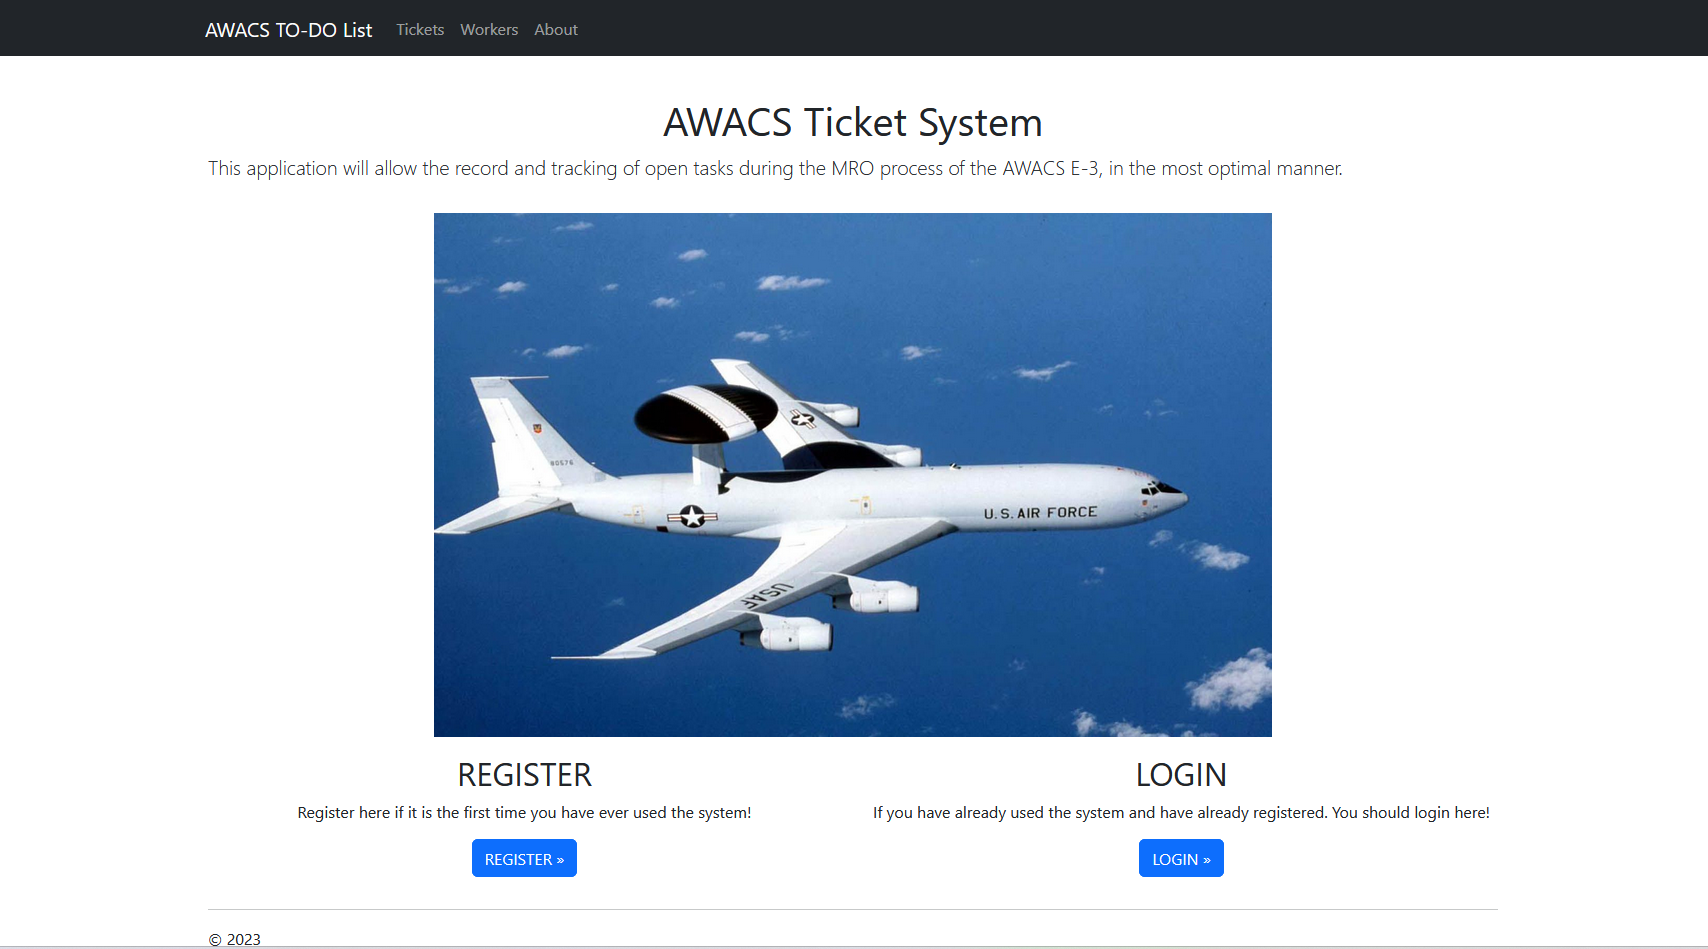 AWACS TO-DO List Tickets Workers About
AWACS Ticket System
This application will allow the record and tracking of open tasks during the MRO process of the AWACS E-3, in the most optimal manner.
80576
U.S. AIR FORCE
USAF
REGISTER
Register here if it is the first time you have ever used the system!
REGISTER »
LOGIN
If you have already used the system and have already registered. You should login here!
LOGIN »
© 2023